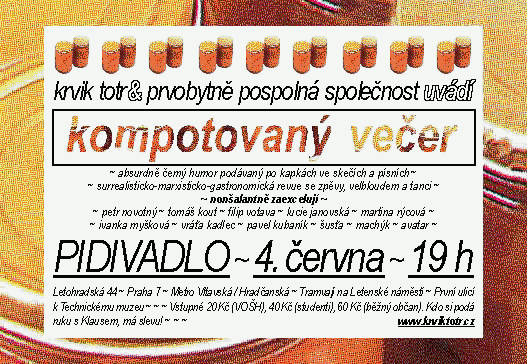 krvik totr & prvobytně pospolná společnost uvádí
kompotovaný večer
~ absurdně černý humor podávaný po kapkách ve skečích a písních~
~ surrealisticko-marxisticko-gastronomická revue se zpěvy, velbloudem a tanci ~
~ nonšalantně zaexcelují ~
~ petr novotný ~ tomáš kout ~ filip votava ~ lucie janovská ~ martina rýcová ~
~ ivanka myšková ~ vráťa kadlec ~ pavel kubaník ~ šusťa ~ machýk ~ avatar ~
PIDIVADLO ~ 4. června ~ 19 h
Letohradská 44 ~ Praha 7 ~ Metro Vltavská / Hradčanská ~ Tramvají na Letenské náměstí ~ První ulicí
k Technickému muzeu ~ ~ ~ Vstupné 20 Kč (VOŠH), 40 Kč (studenti), 60 Kč (běžný občan). Kdo si podá
ruku s Klausem, má slevu! ~ ~ ~ www.krviktotr.cz